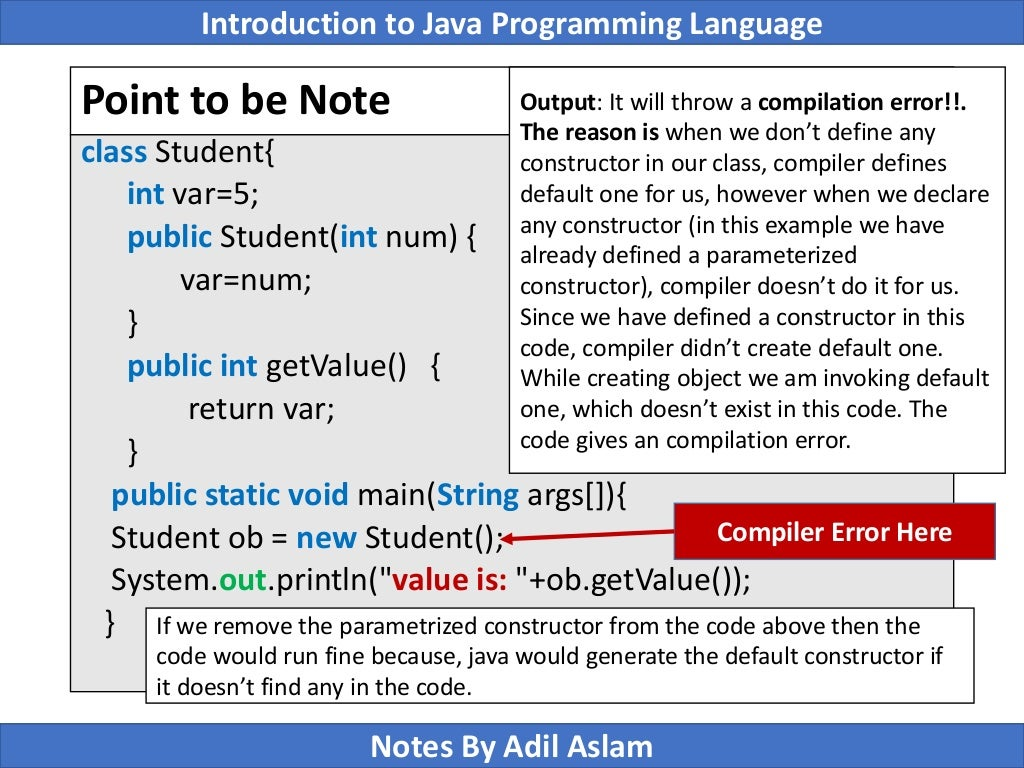 Introduction to Java Programming Language
Point to be Note
class Student{
int var=5;
public Student(int num) {
var=num;
}
public int getValue() {
return var;
}
public static void main(String args[]){
Student ob = new Student();
System.out.println("value is: "+ob.getValue());
}
Output: It will throw a compilation error!!.
The reason is when we don’t define any
constructor in our class, compiler defines
default one for us, however when we declare
any constructor (in this example we have
already defined a parameterized
constructor), compiler doesn’t do it for us.
Since we have defined a constructor in this
code, compiler didn’t create default one.
While creating object we am invoking default
one, which doesn’t exist in this code. The
code gives an compilation error.
Compiler Error Here
If we remove the parametrized constructor from the code above then the
code would run fine because, java would generate the default constructor if
it doesn’t find any in the code.
Notes By Adil Aslam